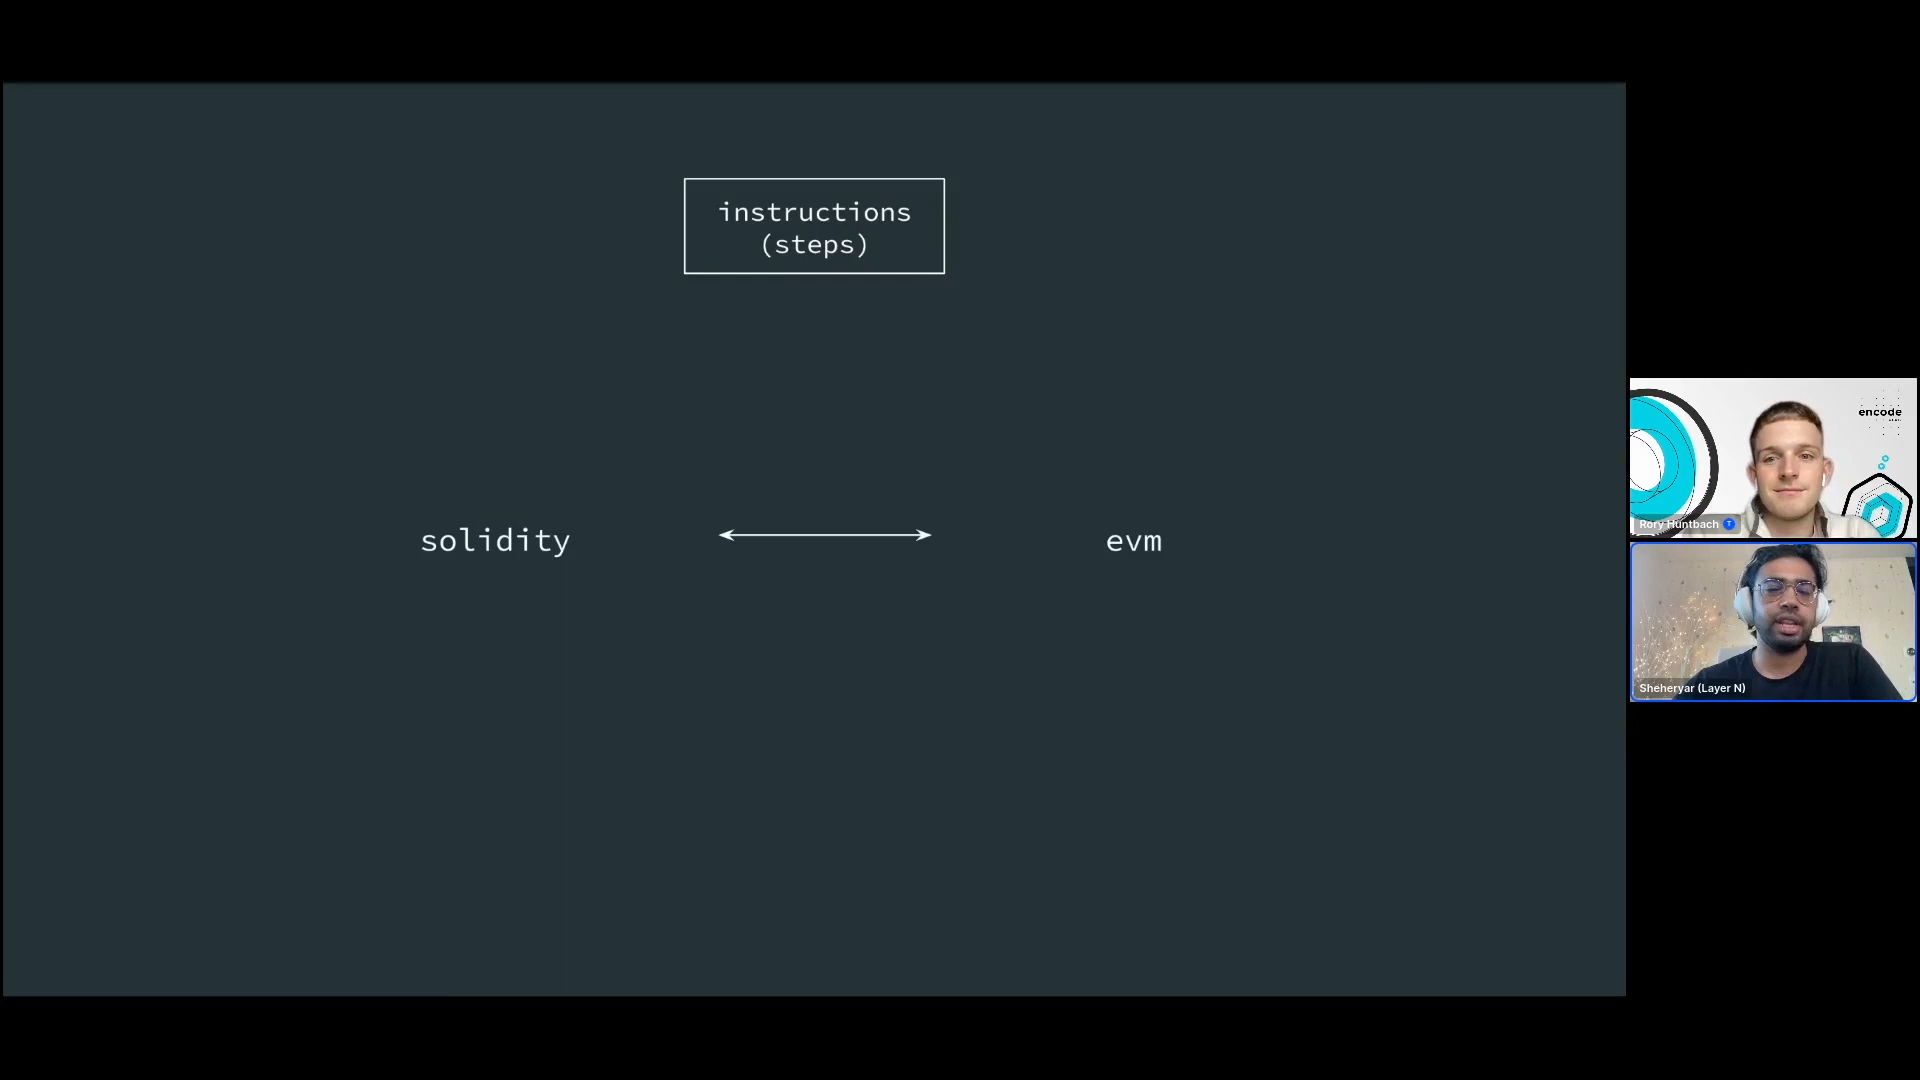 instructions
(steps)
solidity
evm
encode
Rory Huntbach
Sheheryar (Layer N)